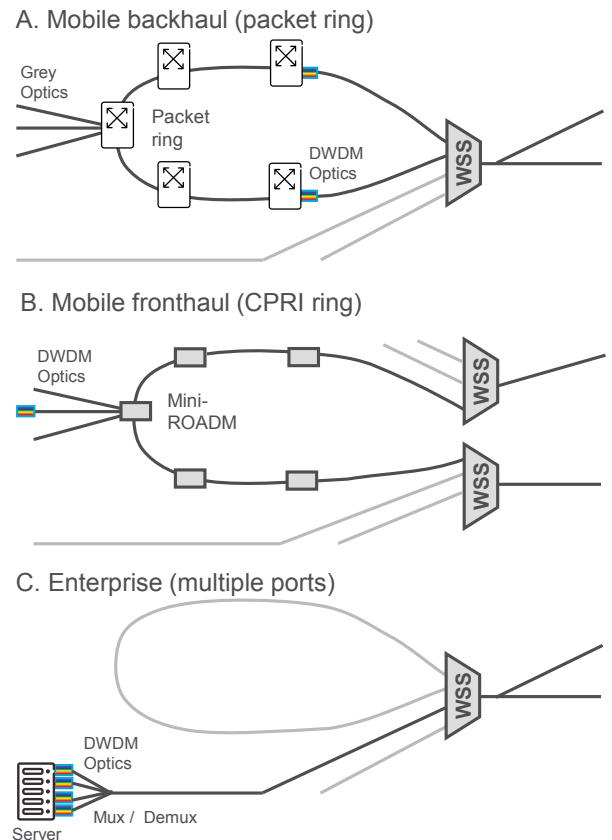 A. Mobile backhaul (packet ring)
Grey
Optics
Packet
ring
DWDM
Optics
WSS
B. Mobile fronthaul (CPRI ring)
DWDM
Optics
Mini-
ROADM
WSS
WSS
C. Enterprise (multiple ports)
WSS
DWDM
Optics
Mux / Demux
Server